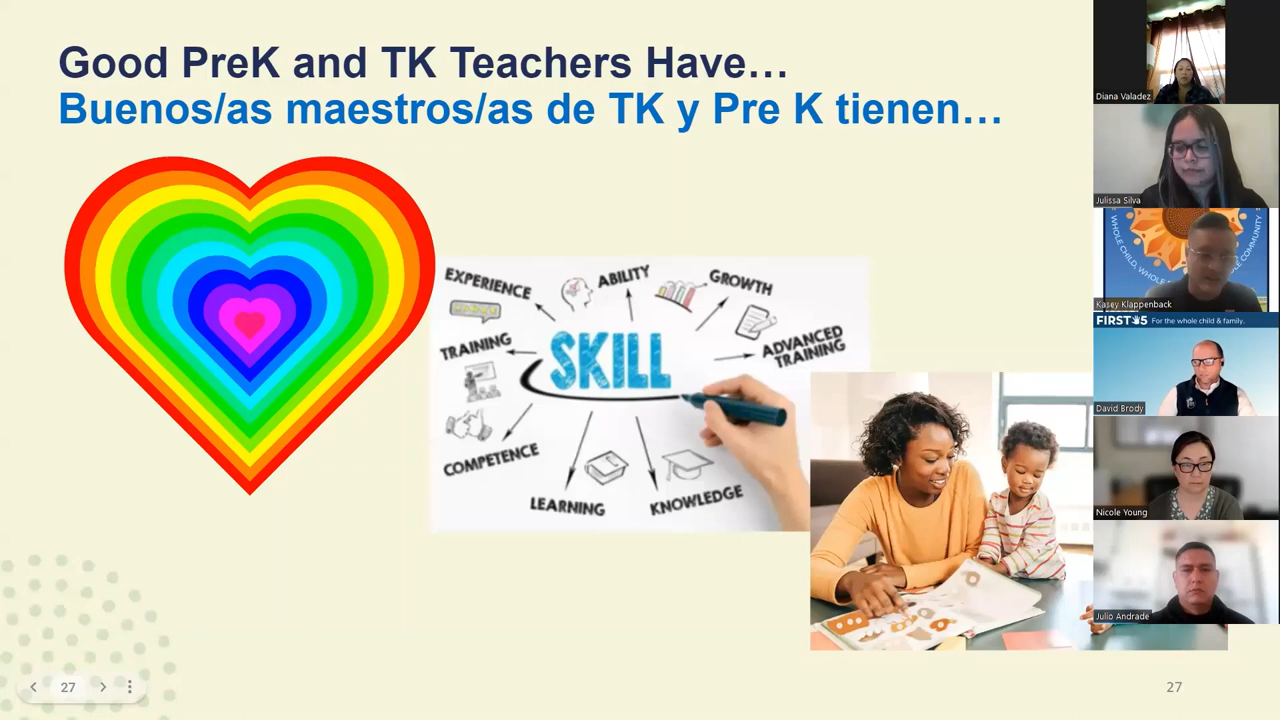 Good PreK and TK Teachers Have…
Buenos/as maestros/as de TK y Pre K tienen…
EXPERIENCE
ABILITY
GROWTH
TRAINING
SKILL
ADVANCED
TRAINING
COMPETENCE
LEARNING
KNOWLEDGE
27
27
Diana Valadez
Julissa Silva
WHOLE CHILD, WHOLE
COMMUNITY
Kasey Klappenback
FIRST 5 For the whole child & family.
David Brody
Nicole Young
Julio Andrade